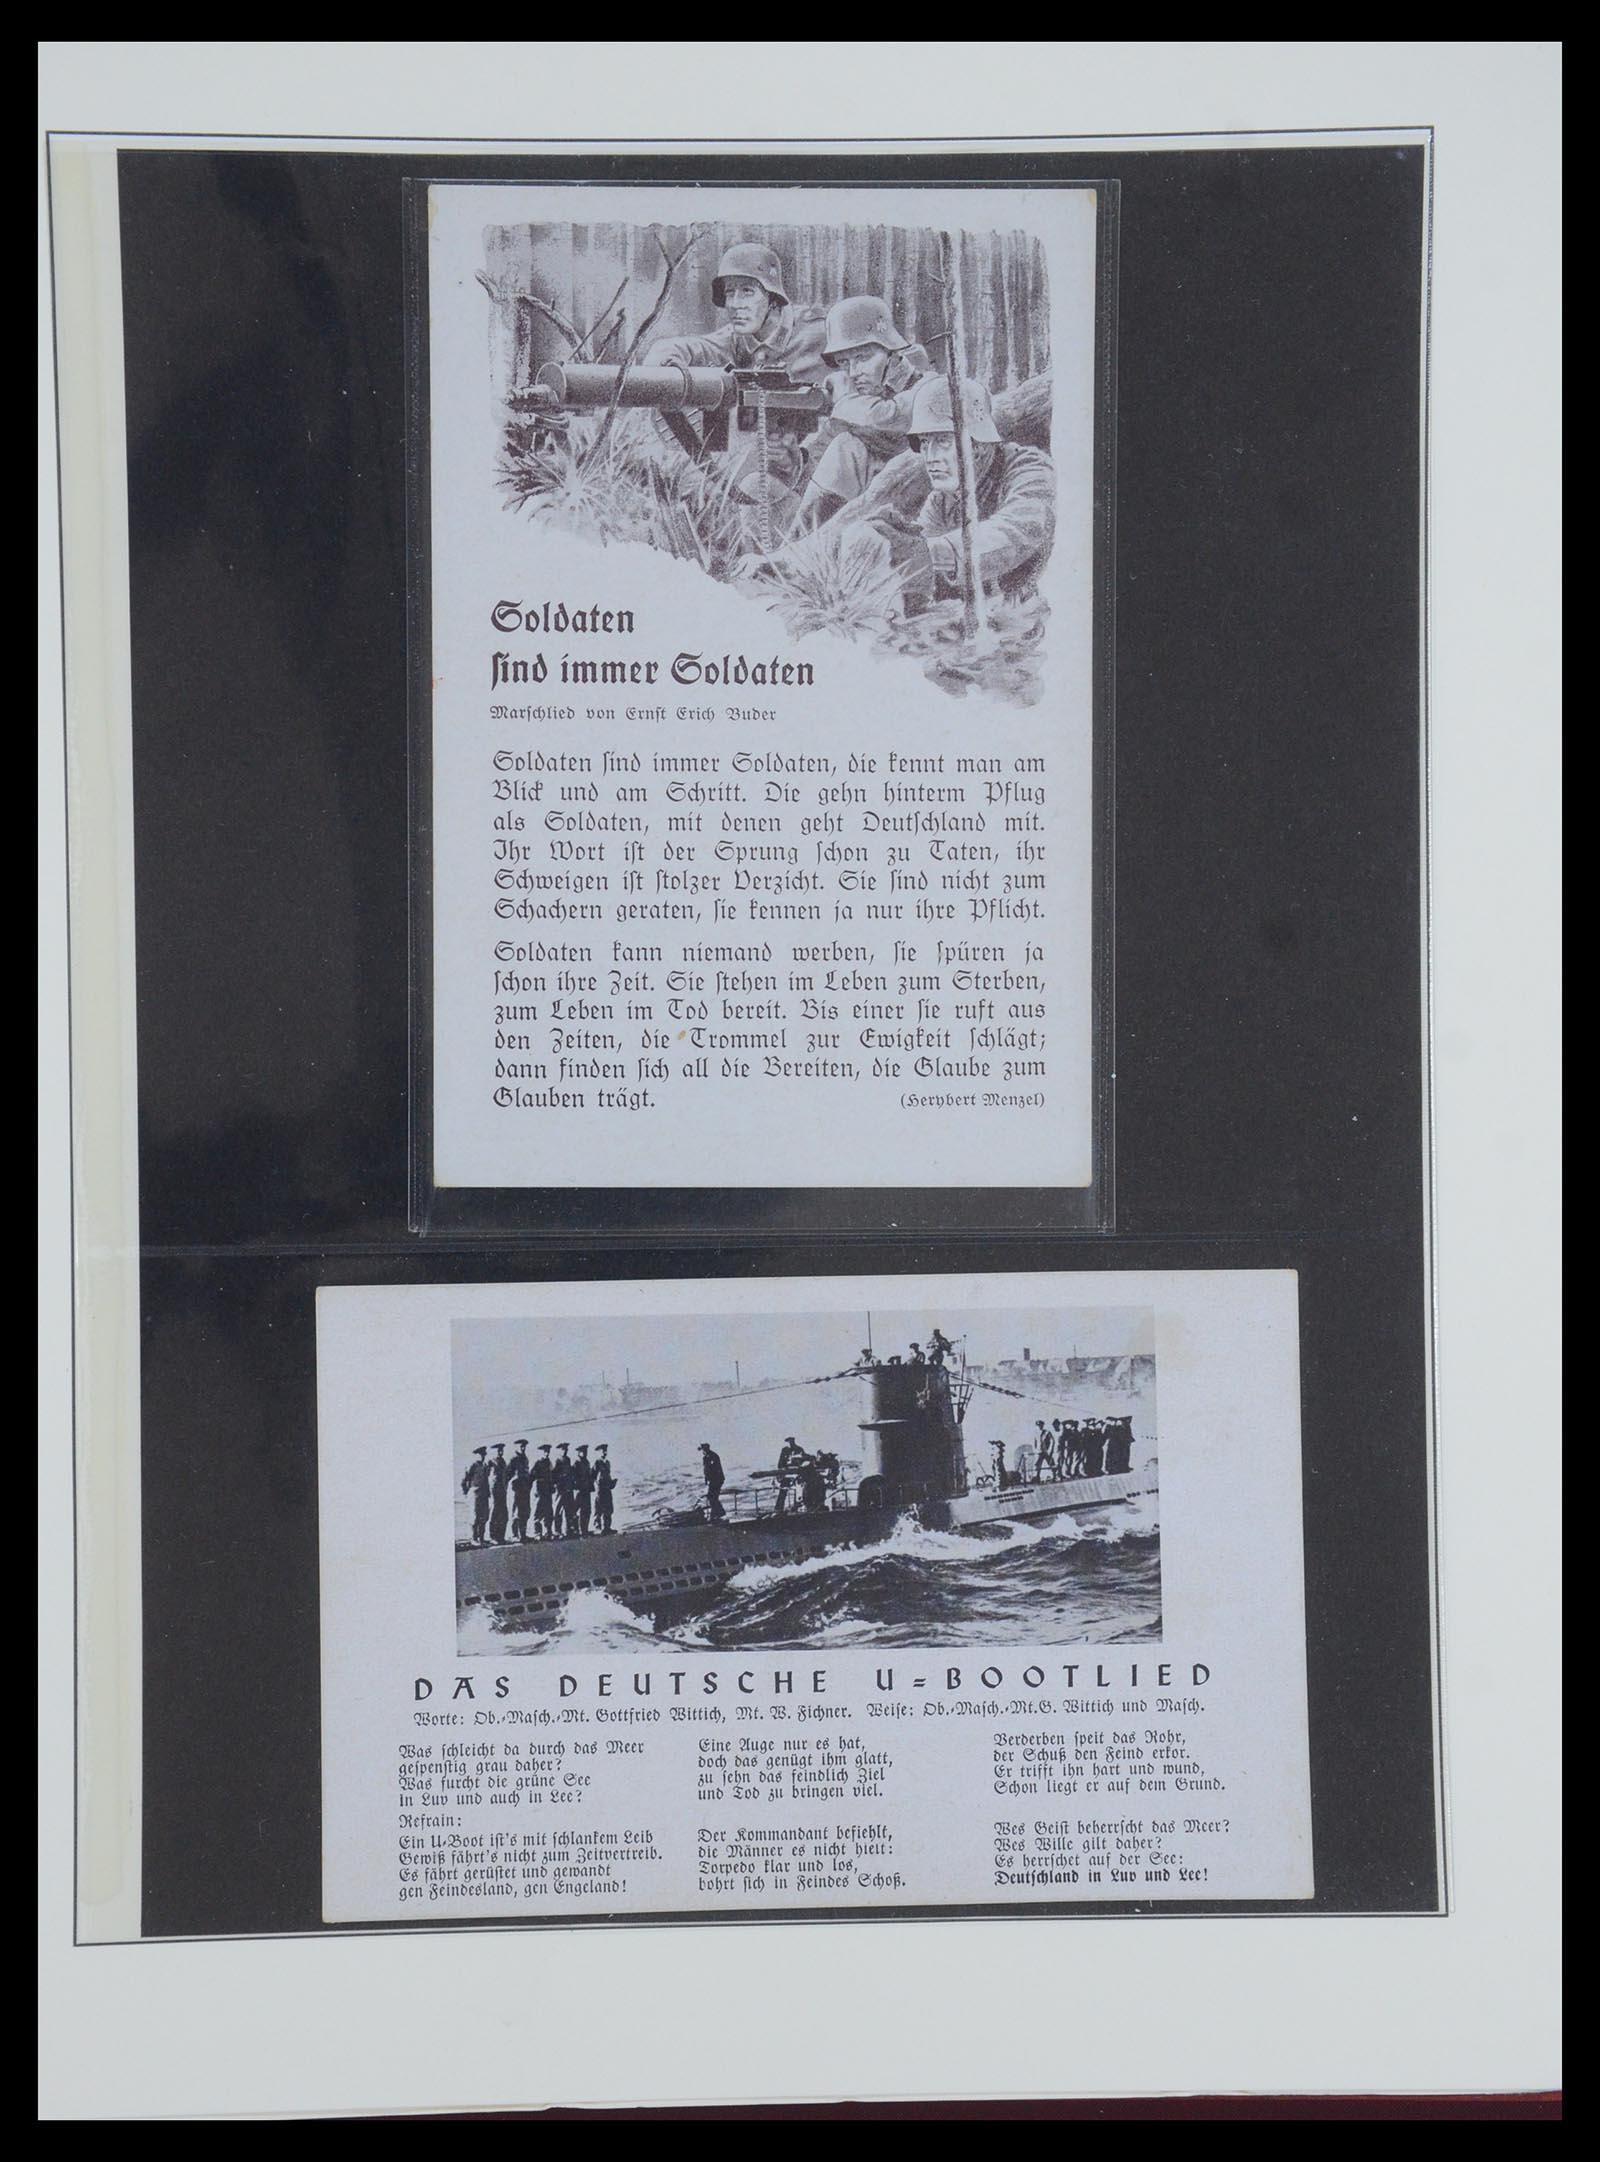 Soldaten
sind immer Soldaten
Marschlied von Ernst Erich Buder
Soldaten sind immer Soldaten, die kennt man am
Blick und am Schritt. Die gehn hinterm Pflug
als Soldaten, mit denen geht Deutschland mit.
Ihr Wort ist der Sprung schon zu Taten, ihr
Schweigen ist stolzer Verzicht. Sie sind nicht zum
Schachern geraten, sie kennen ja nur ihre Pflicht.
Soldaten kann niemand werben, sie spüren ja
schon ihre Zeit. Sie stehen im Leben zum Sterben,
zum Leben im Tod bereit. Bis einer sie ruft aus
den Zeiten, die Trommel zur Ewigkeit schlägt;
dann finden sich all die Bereiten, die Glaube zum
Glauben trägt. (Herybert Menzel)
DAS DEUTSCHE U=BOOTLIED
Worte: Ob.-Masch.-Mt. Gottfried Wittich, Mt. W. Fichner. Weise: Ob.-Masch.-Mt.G. Wittich und Masch.
Was schleicht da durch das Meer
gespenstig grau daher?
Was furcht die grüne See
In Luv und auch in Lee?
Refrain:
Ein U-Boot ist's mit schlankem Leib
Gewiß fährt's nicht zum Zeitvertreib.
Es fährt gerüstet und gewandt
gen Feindesland, gen Engeland!
Eine Auge nur es hat,
doch das genügt ihm glatt,
zu sehn das feindlich Ziel
und Tod zu bringen viel.
Der Kommandant befiehlt,
die Männer es nicht hielt:
Torpedo klar und los,
bohrt sich in Feindes Schoß.
Verderben speit das Rohr,
der Schuß den Feind erkor.
Er trifft ihn hart und wund,
Schon liegt er auf dem Grund.
Wes Geist beherrscht das Meer?
Wes Wille gilt daher?
Es herrschet auf der See:
Deutschland in Luv und Lee!